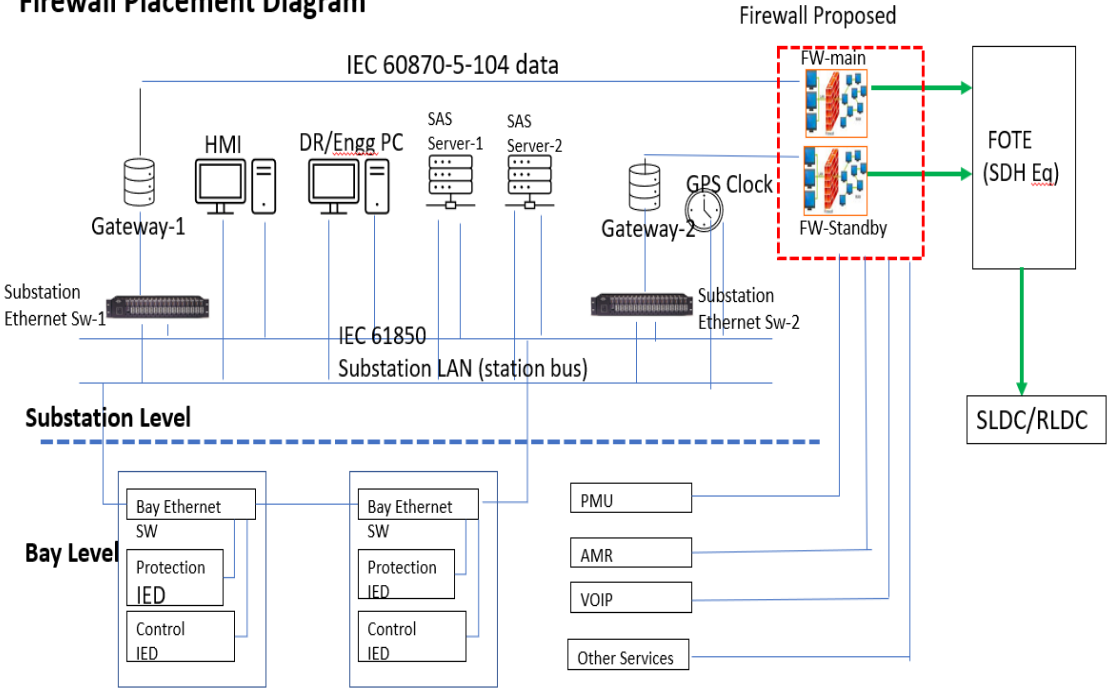 Firewall Placement Diagram
Firewall Proposed
IEC 60870-5-104 data
FW-main
HMI
DR/Engg PC
SAS
Server-1
SAS
Server-2
FOTE
(SDH Eq)
GPS Clock
Gateway-1
Gateway-2
FW-Standby
Substation
Ethernet Sw-1
Substation
Ethernet Sw-2
IEC 61850
Substation LAN (station bus)
Substation Level
SLDC/RLDC
Bay Level
Bay Ethernet
SW
Protection
IED
Control
IED
Bay Ethernet
SW
Protection
IED
Control
IED
PMU
AMR
VOIP
Other Services